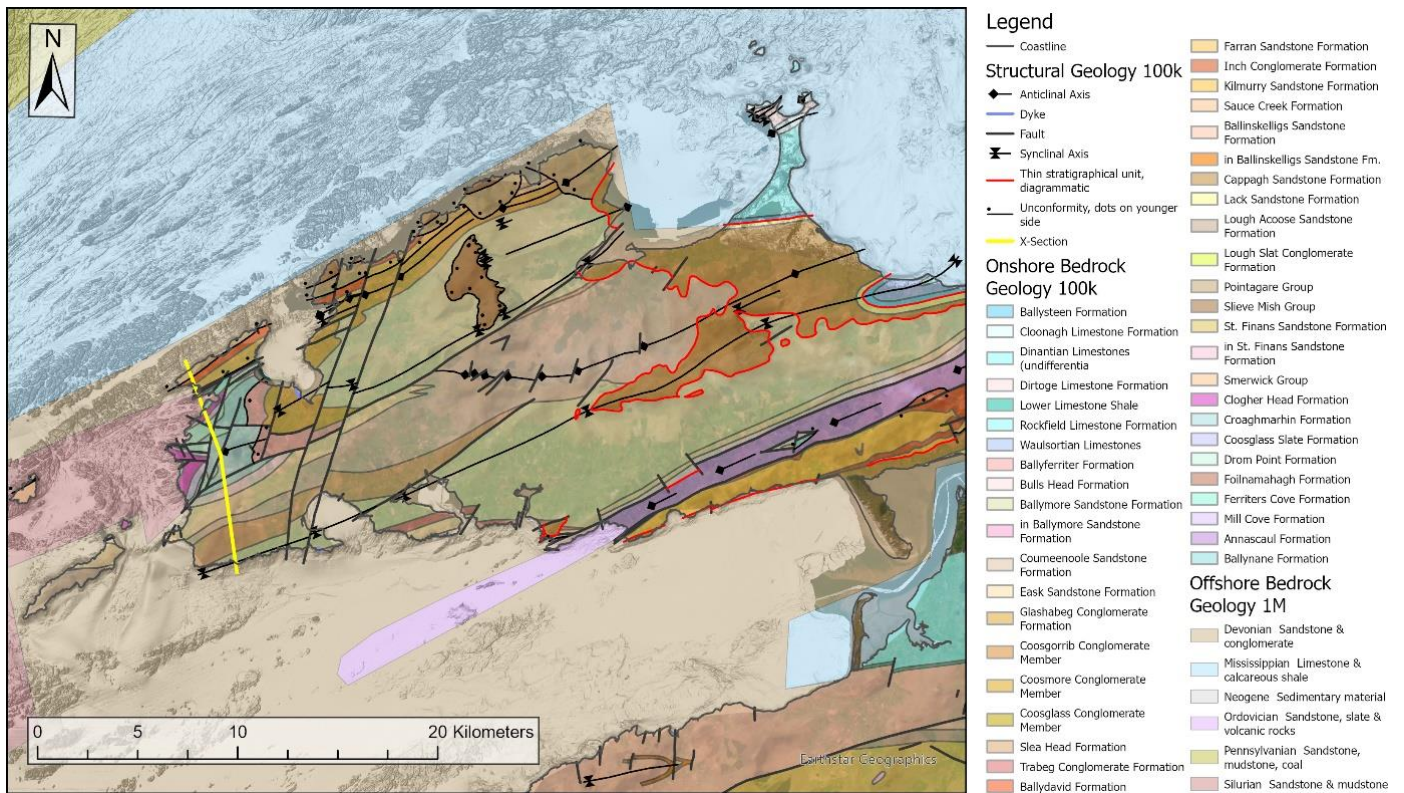 N
0 5 10 20 Kilometers
Earthstar Geographics
Legend
Coastline
Structural Geology 100k
Anticlinal Axis
Dyke
Fault
Synclinal Axis
Thin stratigraphical unit,
diagrammatic
Unconformity, dots on younger
side
X-Section
Onshore Bedrock
Geology 100k
Ballysteen Formation
Cloonagh Limestone Formation
Dinantian Limestones
(undifferentia
Dirtoge Limestone Formation
Lower Limestone Shale
Rockfield Limestone Formation
Waulsortian Limestones
Ballyferriter Formation
Bulls Head Formation
Ballymore Sandstone Formation
in Ballymore Sandstone
Formation
Coumeenoole Sandstone
Formation
Eask Sandstone Formation
Glashabeg Conglomerate
Formation
Coosgorrib Conglomerate
Member
Coosmore Conglomerate
Member
Coosglass Conglomerate
Member
Slea Head Formation
Trabeg Conglomerate Formation
Ballydavid Formation
Farran Sandstone Formation
Inch Conglomerate Formation
Kilmurry Sandstone Formation
Sauce Creek Formation
Ballinskelligs Sandstone
Formation
in Ballinskelligs Sandstone Fm.
Cappagh Sandstone Formation
Lack Sandstone Formation
Lough Acoose Sandstone
Formation
Lough Slat Conglomerate
Formation
Pointagare Group
Slieve Mish Group
St. Finans Sandstone Formation
in St. Finans Sandstone
Formation
Smerwick Group
Clogher Head Formation
Croaghmarhin Formation
Coosglass Slate Formation
Drom Point Formation
Foilnamahagh Formation
Ferriters Cove Formation
Mill Cove Formation
Annascaul Formation
Ballynane Formation
Offshore Bedrock
Geology 1M
Devonian Sandstone &
conglomerate
Mississippian Limestone &
calcareous shale
Neogene Sedimentary material
Ordovician Sandstone, slate &
volcanic rocks
Pennsylvanian Sandstone,
mudstone, coal
Silurian Sandstone & mudstone